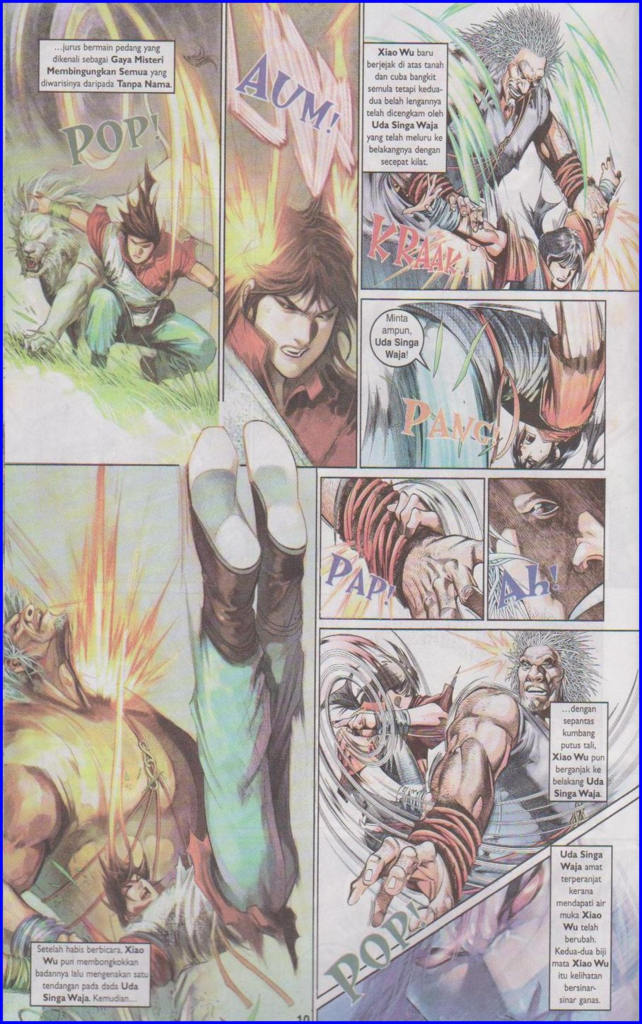 ...jurus bermain pedang yang
dikenali sebagai Gaya Misteri
Membingungkan Semua yang
diwarisinya daripada Tanpa Nama.
POP!
AUM!
Xiao Wu baru
berjejak di atas tanah
dan cuba bangkit
semula tetapi kedua-
dua belah lengannya
telah dicengkam oleh
Uda Singa Waja
yang telah meluru ke
belakangnya dengan
secepat kilat.
KRAAK..
Minta
ampun,
Uda Singa
Waja!
PANG!
Setelah habis berbicara, Xiao
Wu pun membongkokkan
badannya lalu mengenakan satu
tendangan pada dada Uda
Singa Waja. Kemudian...
PAP!
Ah!
...dengan
sepantas
kumbang
putus tali,
Xiao Wu pun
berganjak ke
belakang Uda
Singa Waja.
POP!
Uda Singa
Waja amat
terperanjat
kerana
mendapati air
muka Xiao
Wu telah
berubah.
Kedua-dua biji
mata Xiao Wu
itu kelihatan
bersinar-
sinar ganas.
10